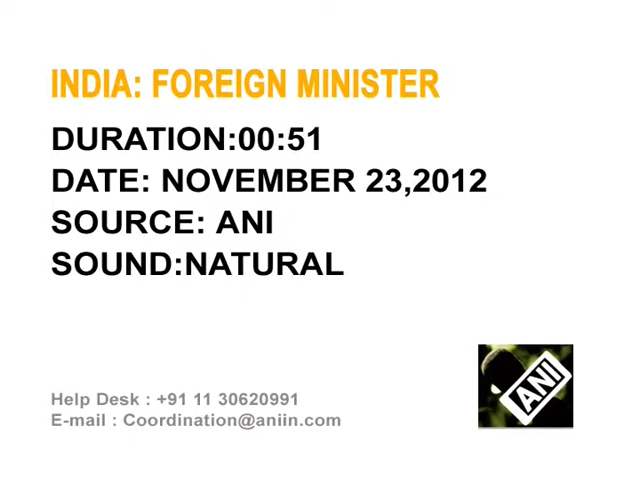 INDIA: FOREIGN MINISTER
DURATION:00:51
DATE: NOVEMBER 23,2012
SOURCE: ANI
SOUND:NATURAL
Help Desk : +91 11 30620991
E-mail : Coordination@aniin.com
ANI